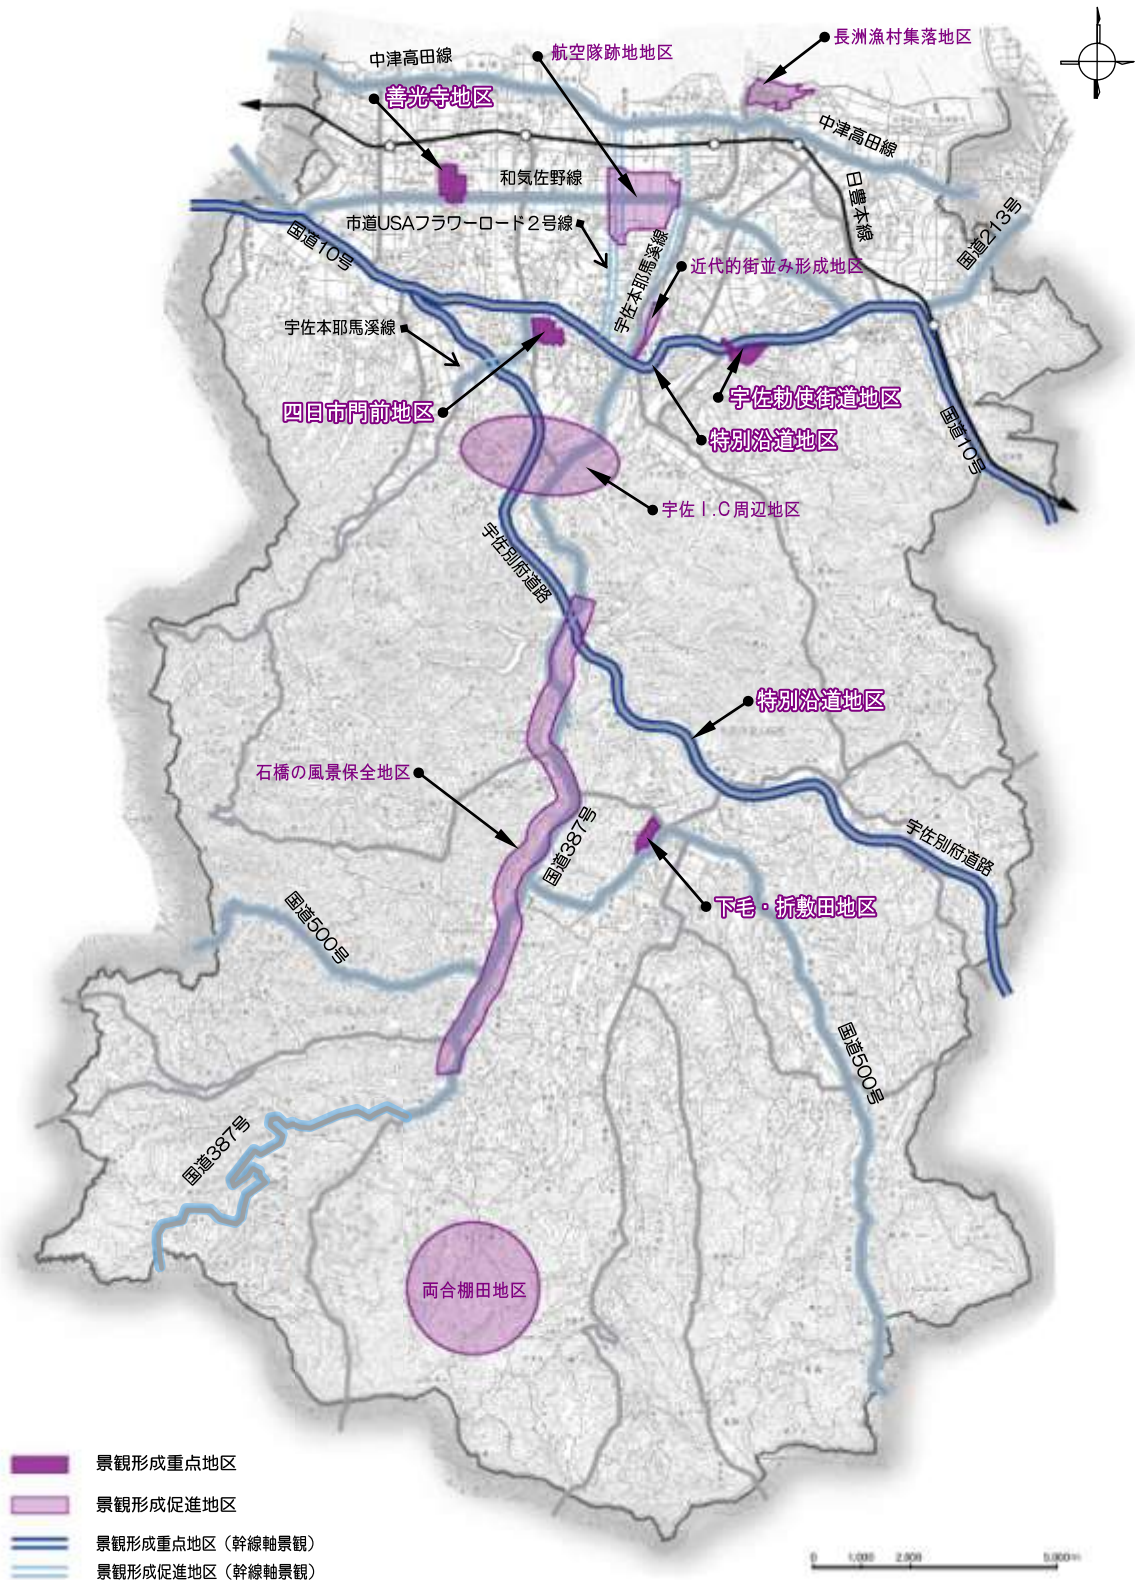 長洲漁村集落地区
航空隊跡地地区
中津高田線
善光寺地区
中津高田線
和気佐野線
日豊本線
市道USAフラワーロード2号線
国道213号
国道10号
宇佐本耶馬溪線
近代的街並み形成地区
宇佐本耶馬溪線
宇佐勅使街道地区
四日市門前地区
特別沿道地区
国道10号
宇佐I.C周辺地区
宇佐別府道路
特別沿道地区
石橋の風景保全地区
国道387号
宇佐別府道路
下毛・折敷田地区
国道500号
国道500号
国道387号
両合棚田地区
景観形成重点地区
景観形成促進地区
景観形成重点地区(幹線軸景観)
景観形成促進地区(幹線軸景観)
0 1,000 2,000 5,000m